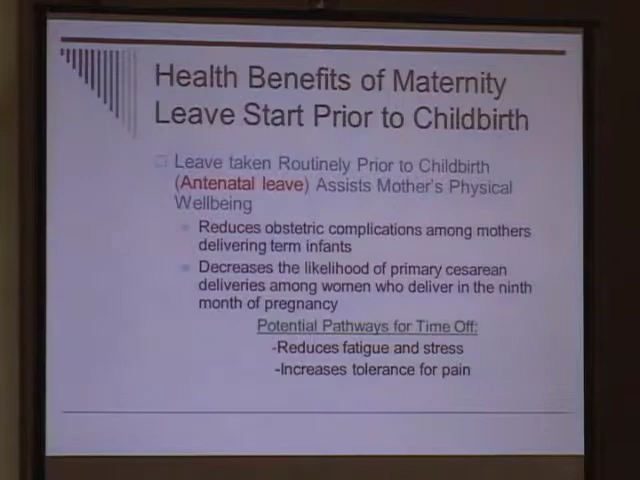 Health Benefits of Maternity
Leave Start Prior to Childbirth
Leave taken Routinely Prior to Childbirth
(Antenatal leave) Assists Mother's Physical
Wellbeing
Reduces obstetric complications among mothers
delivering term infants
Decreases the likelihood of primary cesarean
deliveries among women who deliver in the ninth
month of pregnancy
Potential Pathways for Time Off:
-Reduces fatigue and stress
-Increases tolerance for pain